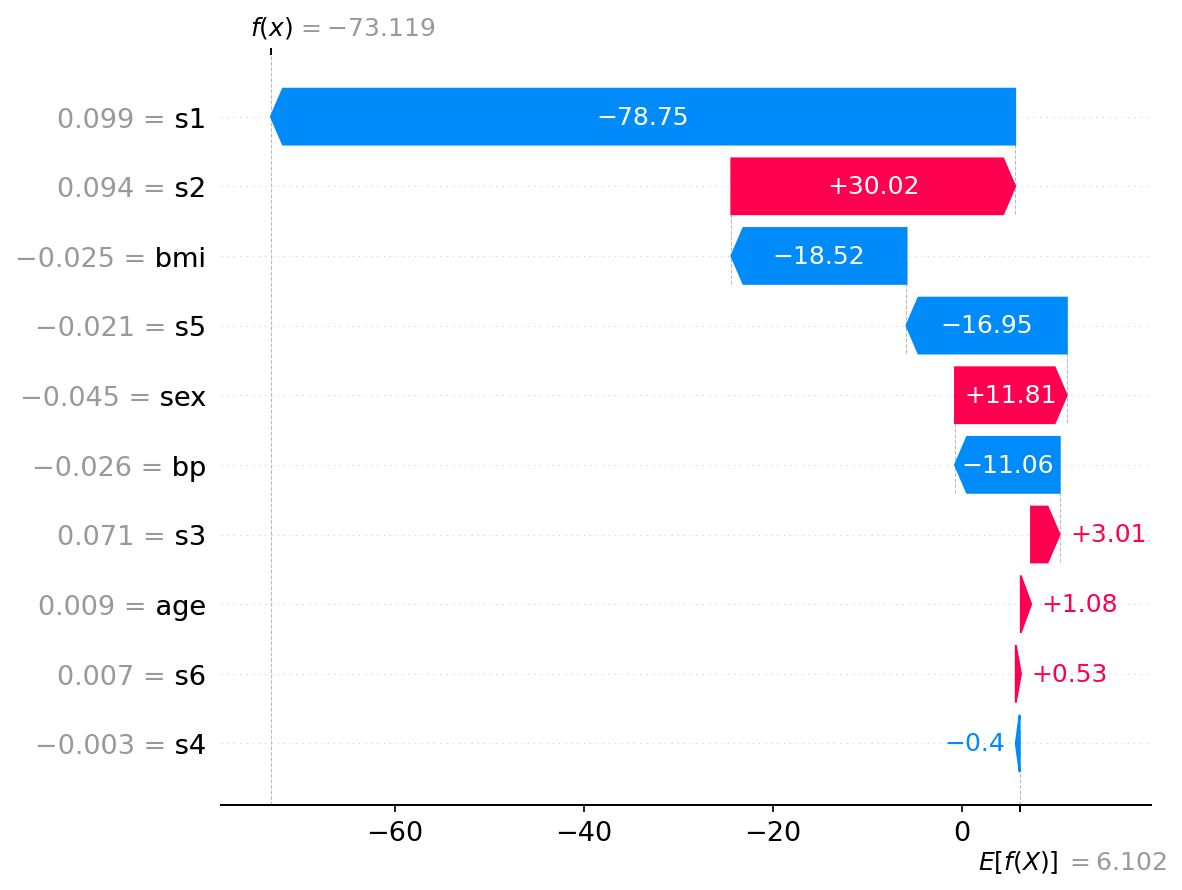 f(x) = −73.119
0.099 = s1 −78.75
0.094 = s2 +30.02
−0.025 = bmi −18.52
−0.021 = s5 −16.95
−0.045 = sex +11.81
−0.026 = bp −11.06
0.071 = s3 +3.01
0.009 = age +1.08
0.007 = s6 +0.53
−0.003 = s4 −0.4
−60 −40 −20 0
E[f(X)] = 6.102